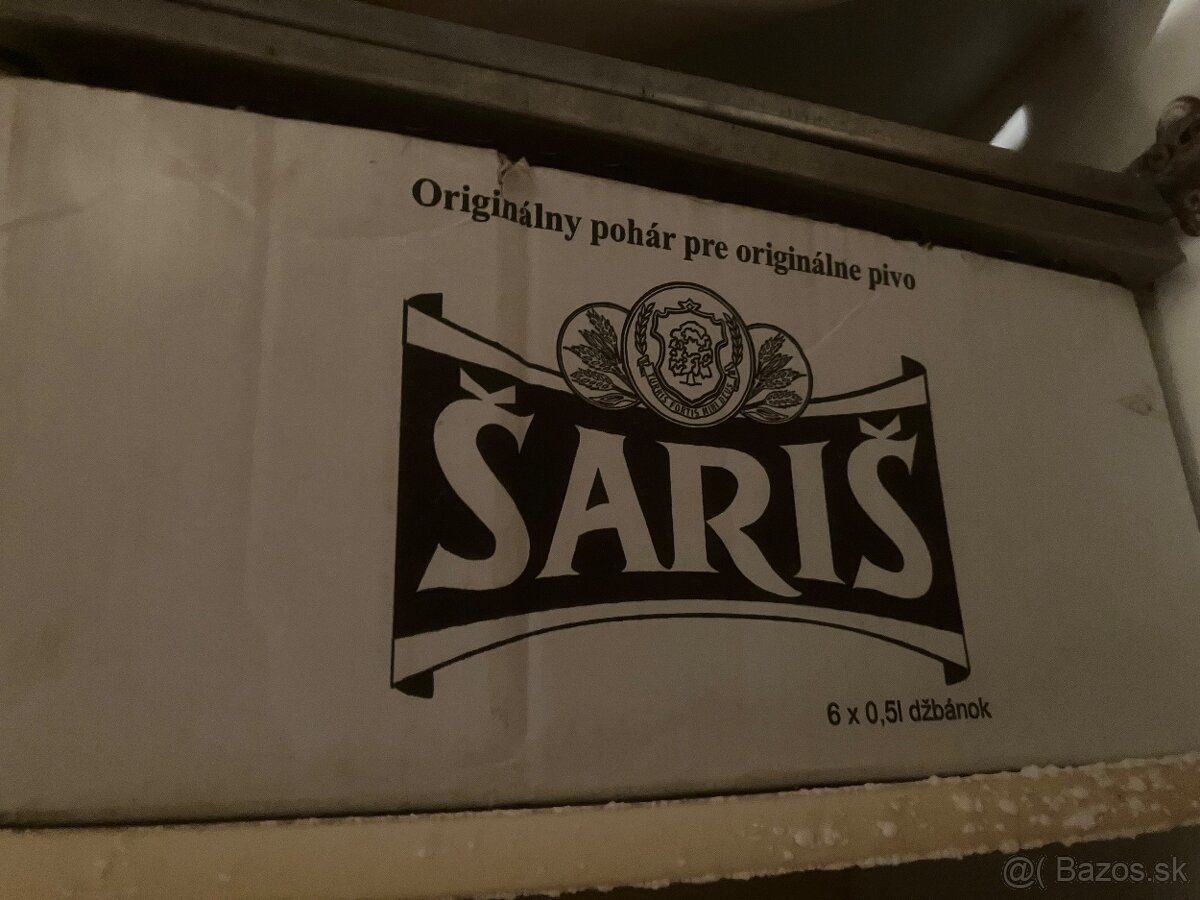 Originálny pohár pre originálne pivo
ŠARIŠ
6 x 0,5l džbánok
@( Bazos.sk